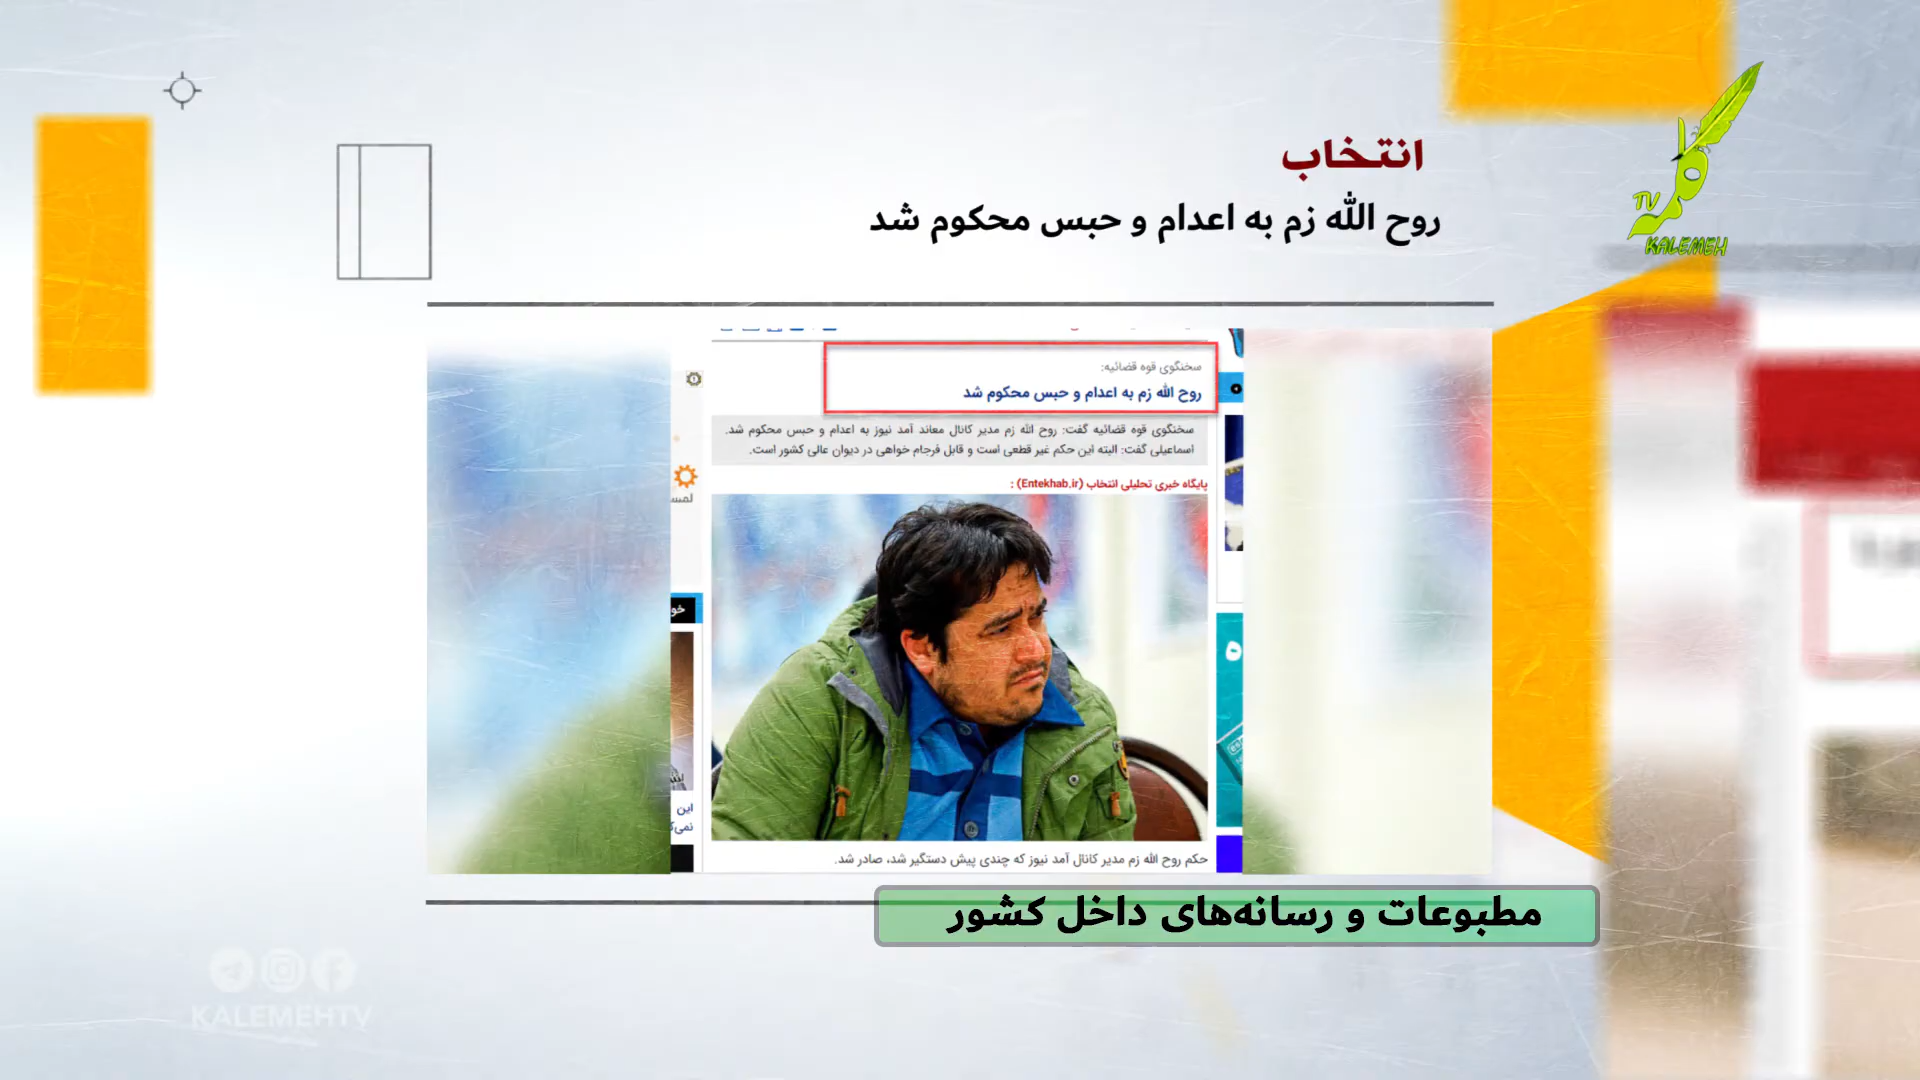 انتخاب
روح الله زم به اعدام و حبس محکوم شد
TV
KALEMEH
سخنگوی قوه قضائیه:
روح الله زم به اعدام و حبس محکوم شد
سخنگوی قوه قضائیه گفت: روح الله زم مدیر کانال معاند آمد نیوز به اعدام و حبس محکوم شد.
اسماعیلی گفت: البته این حکم غیر قطعی است و قابل فرجام خواهی در دیوان عالی کشور است.
پایگاه خبری تحلیلی انتخاب (Entekhab.ir) :
این
حکم روح الله زم مدیر کانال آمد نیوز که چندی پیش دستگیر شد، صادر شد.
مطبوعات و رسانه‌های داخل کشور
KALEMEHTV